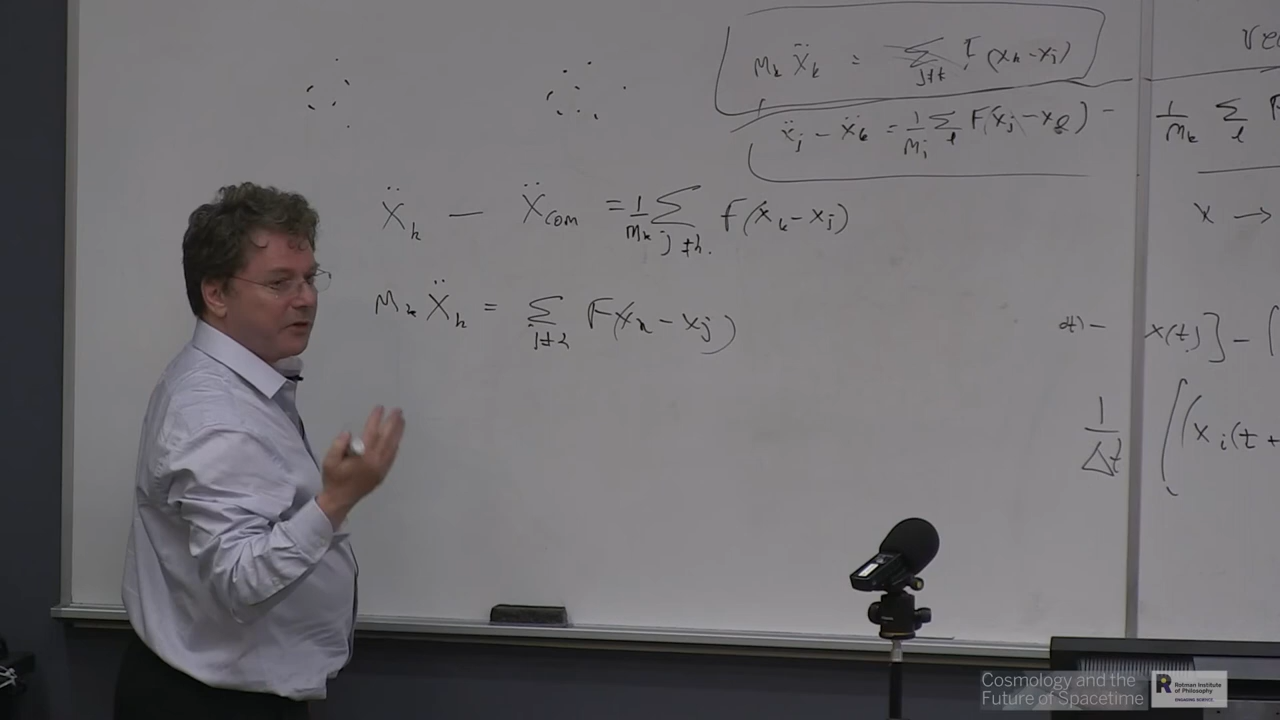 m_k ẍ_k = Σ_{j≠k} F(x_k - x_j)
ẍ_j - ẍ_k = 1/m_j Σ_l F(x_j - x_l) -
1/m_k Σ_l F
Ẍ_k — Ẍ_com = 1/m_k Σ_{j≠k} F(x_k - x_j)
m_k Ẍ_k = Σ_{j≠k} F(x_k - x_j)
x →
x(t)] - [
1/Δt ((x_i(t+
Cosmology and the
Future of Spacetime
R
Rotman Institute
of Philosophy
ENGAGING SCIENCE.